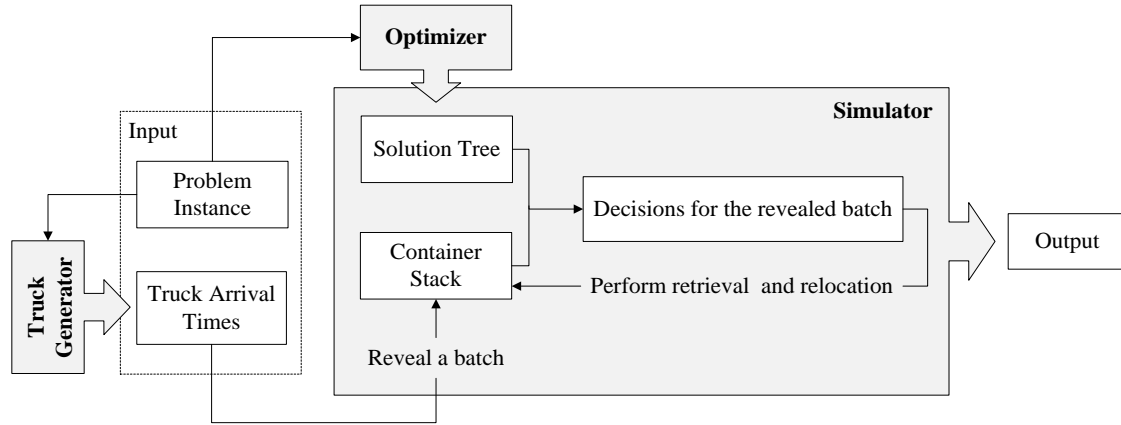 Optimizer
Simulator
Input
Problem
Instance
Truck
Generator
Truck Arrival
Times
Solution Tree
Container
Stack
Decisions for the revealed batch
Perform retrieval and relocation
Reveal a batch
Output